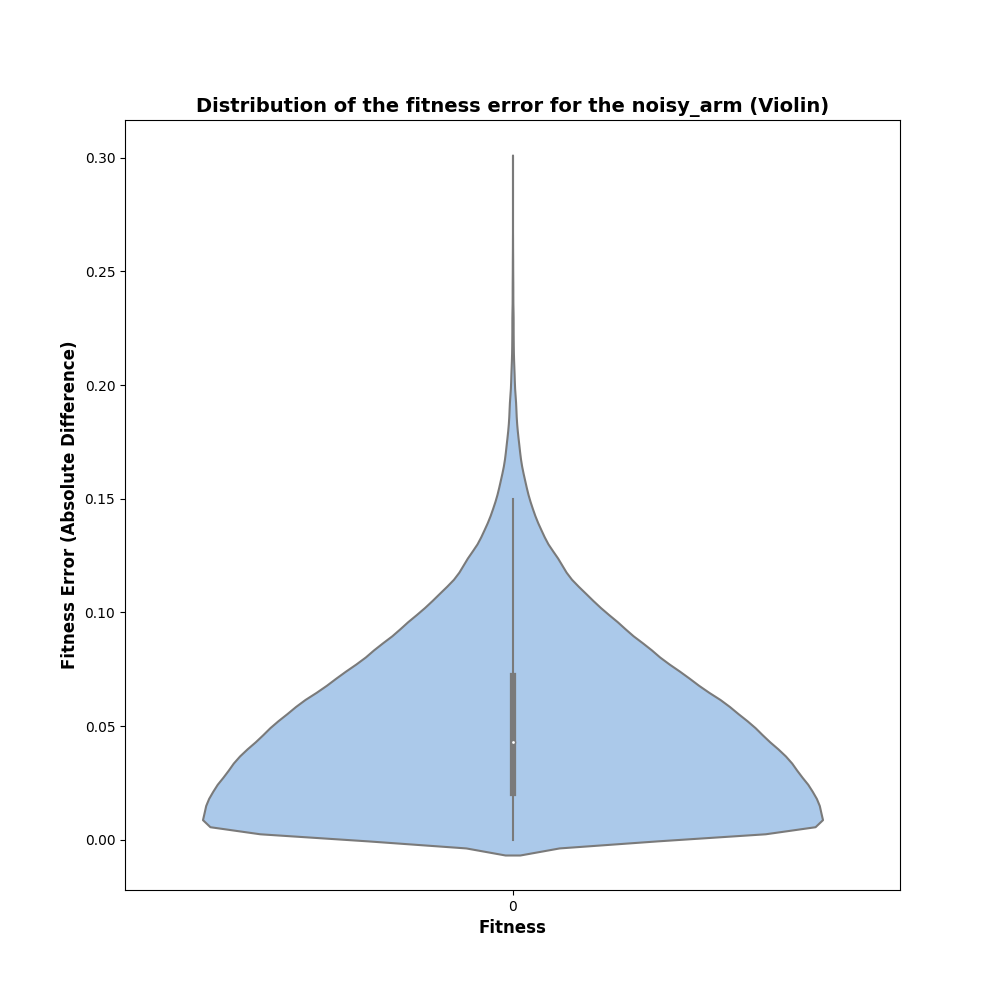 Distribution of the fitness error for the noisy_arm (Violin)
0.30
0.25
0.20
0.15
0.10
0.05
0.00
Fitness Error (Absolute Difference)
0
Fitness